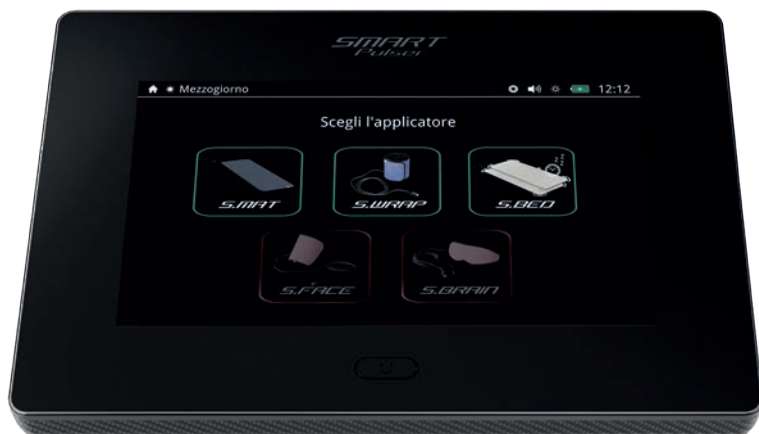 SMART
Pulser
Mezzogiorno 12:12
Scegli l'applicatore
S.MAT S.WRAP S.BED
S.FACE S.BRAIN